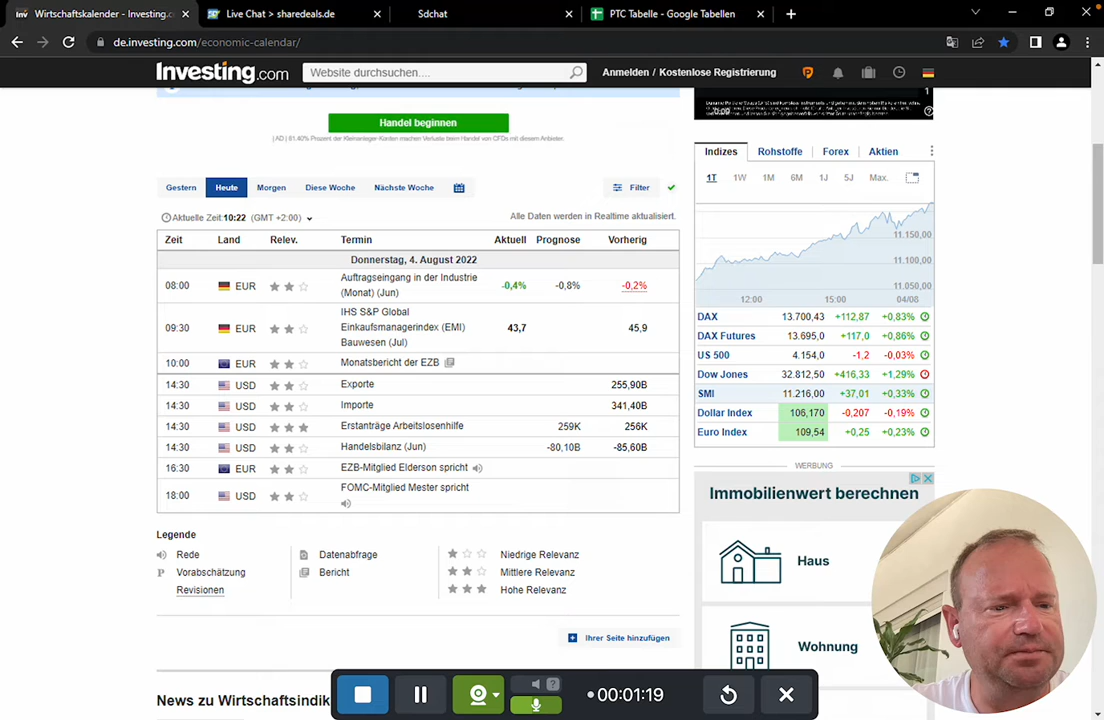 Wirtschaftskalender - Investing.c
Live Chat > sharedeals.de
Sdchat
PTC Tabelle - Google Tabellen
de.investing.com/economic-calendar/
Investing.com
Website durchsuchen....
Anmelden / Kostenlose Registrierung
Handel beginnen
Gestern Heute Morgen Diese Woche Nächste Woche Filter
Aktuelle Zeit: 10:22 (GMT +2:00) Alle Daten werden in Realtime aktualisiert.
Zeit Land Relev. Termin Aktuell Prognose Vorherig
Donnerstag, 4. August 2022
08:00 EUR Auftragseingang in der Industrie
(Monat) (Jun) -0,4% -0,8% -0,2%
09:30 EUR IHS S&P Global
Einkaufsmanagerindex (EMI)
Bauwesen (Jul) 43,7 45,9
10:00 EUR Monatsbericht der EZB
14:30 USD Exporte 255,90B
14:30 USD Importe 341,40B
14:30 USD Erstanträge Arbeitslosenhilfe 259K 256K
14:30 USD Handelsbilanz (Jun) -80,10B -85,60B
16:30 EUR EZB-Mitglied Elderson spricht
18:00 USD FOMC-Mitglied Mester spricht
Legende
Rede Datenabfrage Niedrige Relevanz
P Vorabschätzung Bericht Mittlere Relevanz
Revisionen Hohe Relevanz
Ihrer Seite hinzufügen
News zu Wirtschaftsindik
Indizes Rohstoffe Forex Aktien
1T 1W 1M 6M 1J 5J Max.
11.150,00
11.100,00
11.050,00
12:00 15:00 04/08
DAX 13.700,43 +112,87 +0,83%
DAX Futures 13.695,0 +117,0 +0,86%
US 500 4.154,0 -1,2 -0,03%
Dow Jones 32.812,50 +416,33 +1,29%
SMI 11.216,00 +37,01 +0,33%
Dollar Index 106,170 -0,207 -0,19%
Euro Index 109,54 +0,25 +0,23%
WERBUNG
Immobilienwert berechnen
Haus
Wohnung
00:01:19